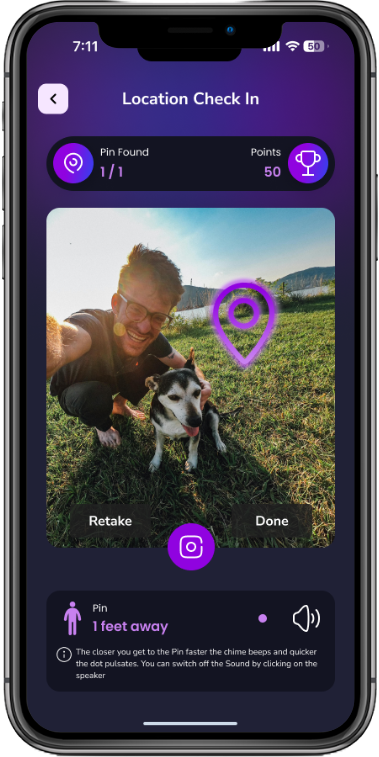 7:11
50
Location Check In
Pin Found
1 / 1
Points
50
Retake
Done
Pin
1 feet away
The closer you get to the Pin faster the chime beeps and quicker
the dot pulsates. You can switch off the Sound by clicking on the
speaker